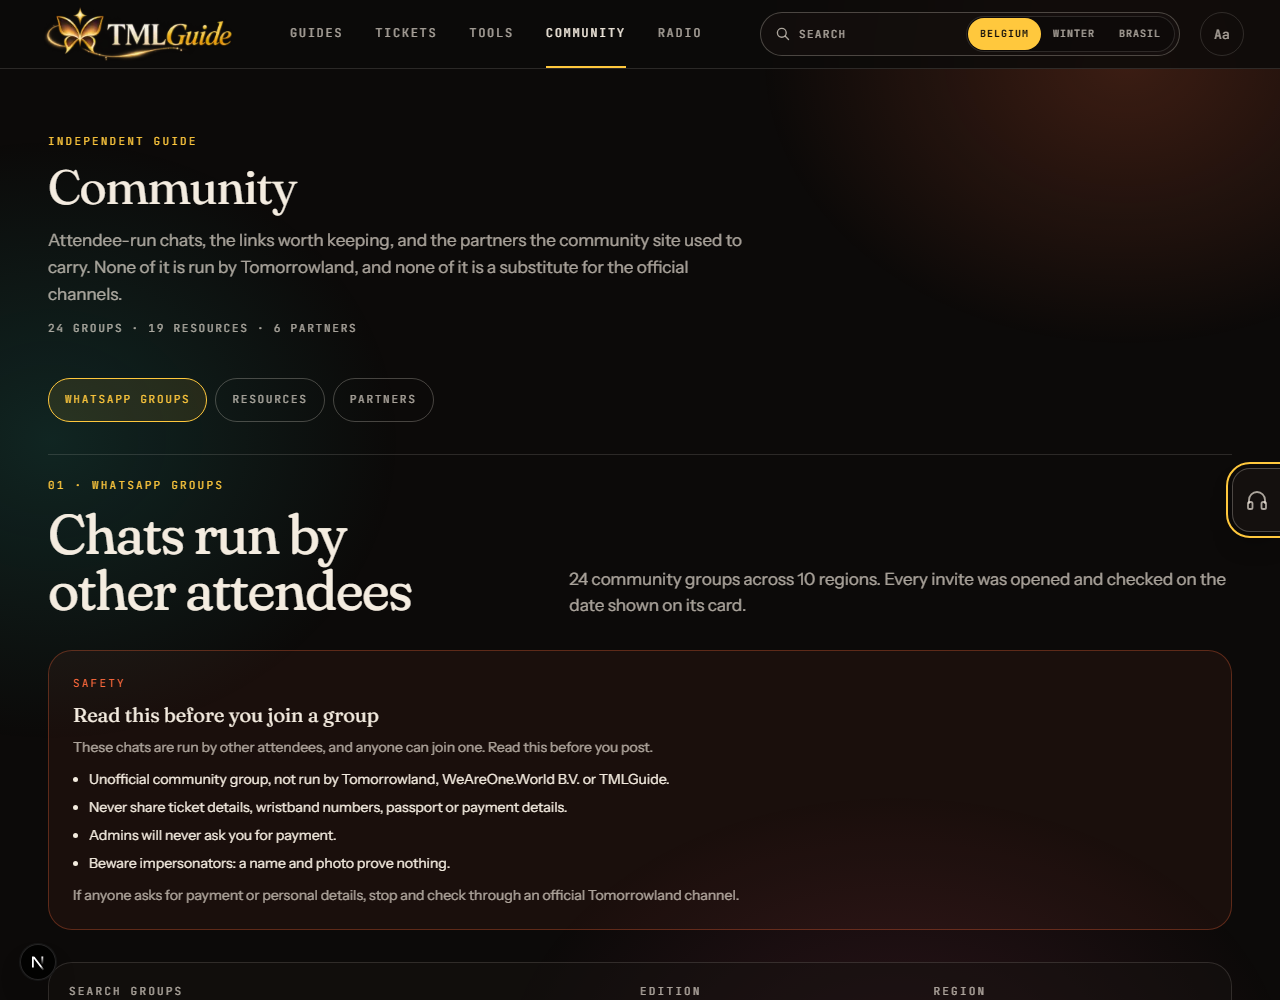 TMLGuide
GUIDES
TICKETS
TOOLS
COMMUNITY
RADIO
SEARCH
BELGIUM
WINTER
BRASIL
Aa
INDEPENDENT GUIDE
Community
Attendee-run chats, the links worth keeping, and the partners the community site used to
carry. None of it is run by Tomorrowland, and none of it is a substitute for the official
channels.
24 GROUPS · 19 RESOURCES · 6 PARTNERS
WHATSAPP GROUPS
RESOURCES
PARTNERS
01 · WHATSAPP GROUPS
Chats run by
other attendees
24 community groups across 10 regions. Every invite was opened and checked on the
date shown on its card.
SAFETY
Read this before you join a group
These chats are run by other attendees, and anyone can join one. Read this before you post.
• Unofficial community group, not run by Tomorrowland, WeAreOne.World B.V. or TMLGuide.
• Never share ticket details, wristband numbers, passport or payment details.
• Admins will never ask you for payment.
• Beware impersonators: a name and photo prove nothing.
If anyone asks for payment or personal details, stop and check through an official Tomorrowland channel.
N
SEARCH GROUPS
EDITION
REGION